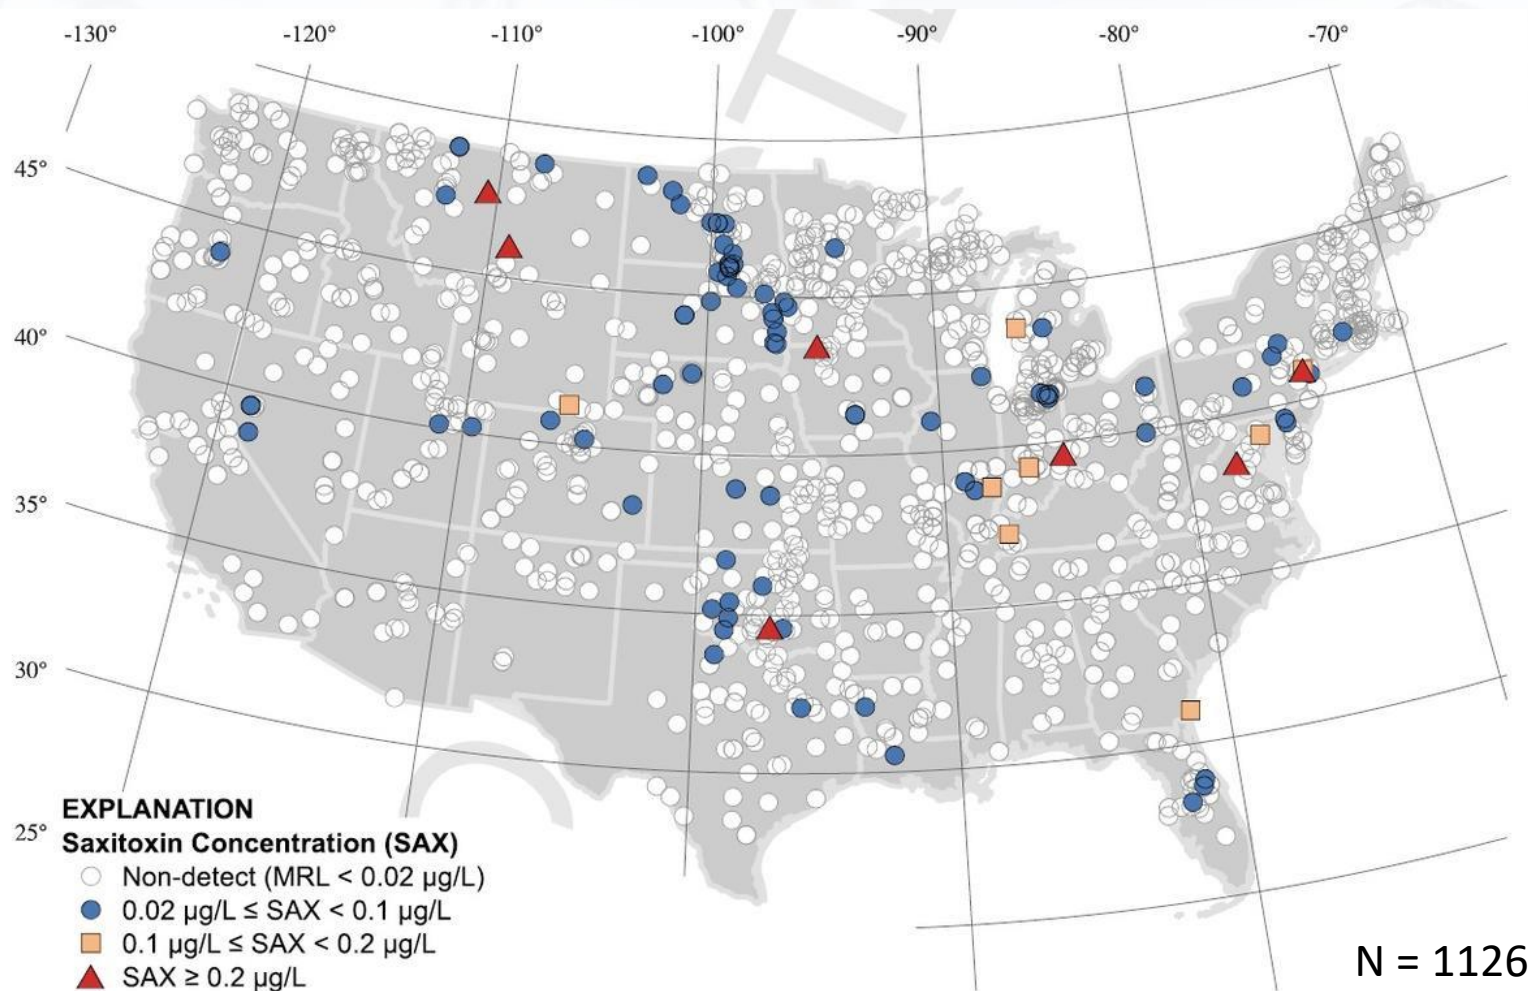 -130° -120° -110° -100° -90° -80° -70°
45°
40°
35°
30°
25°
EXPLANATION
Saxitoxin Concentration (SAX)
Non-detect (MRL < 0.02 µg/L)
0.02 µg/L ≤ SAX < 0.1 µg/L
0.1 µg/L ≤ SAX < 0.2 µg/L
SAX ≥ 0.2 µg/L
N = 1126